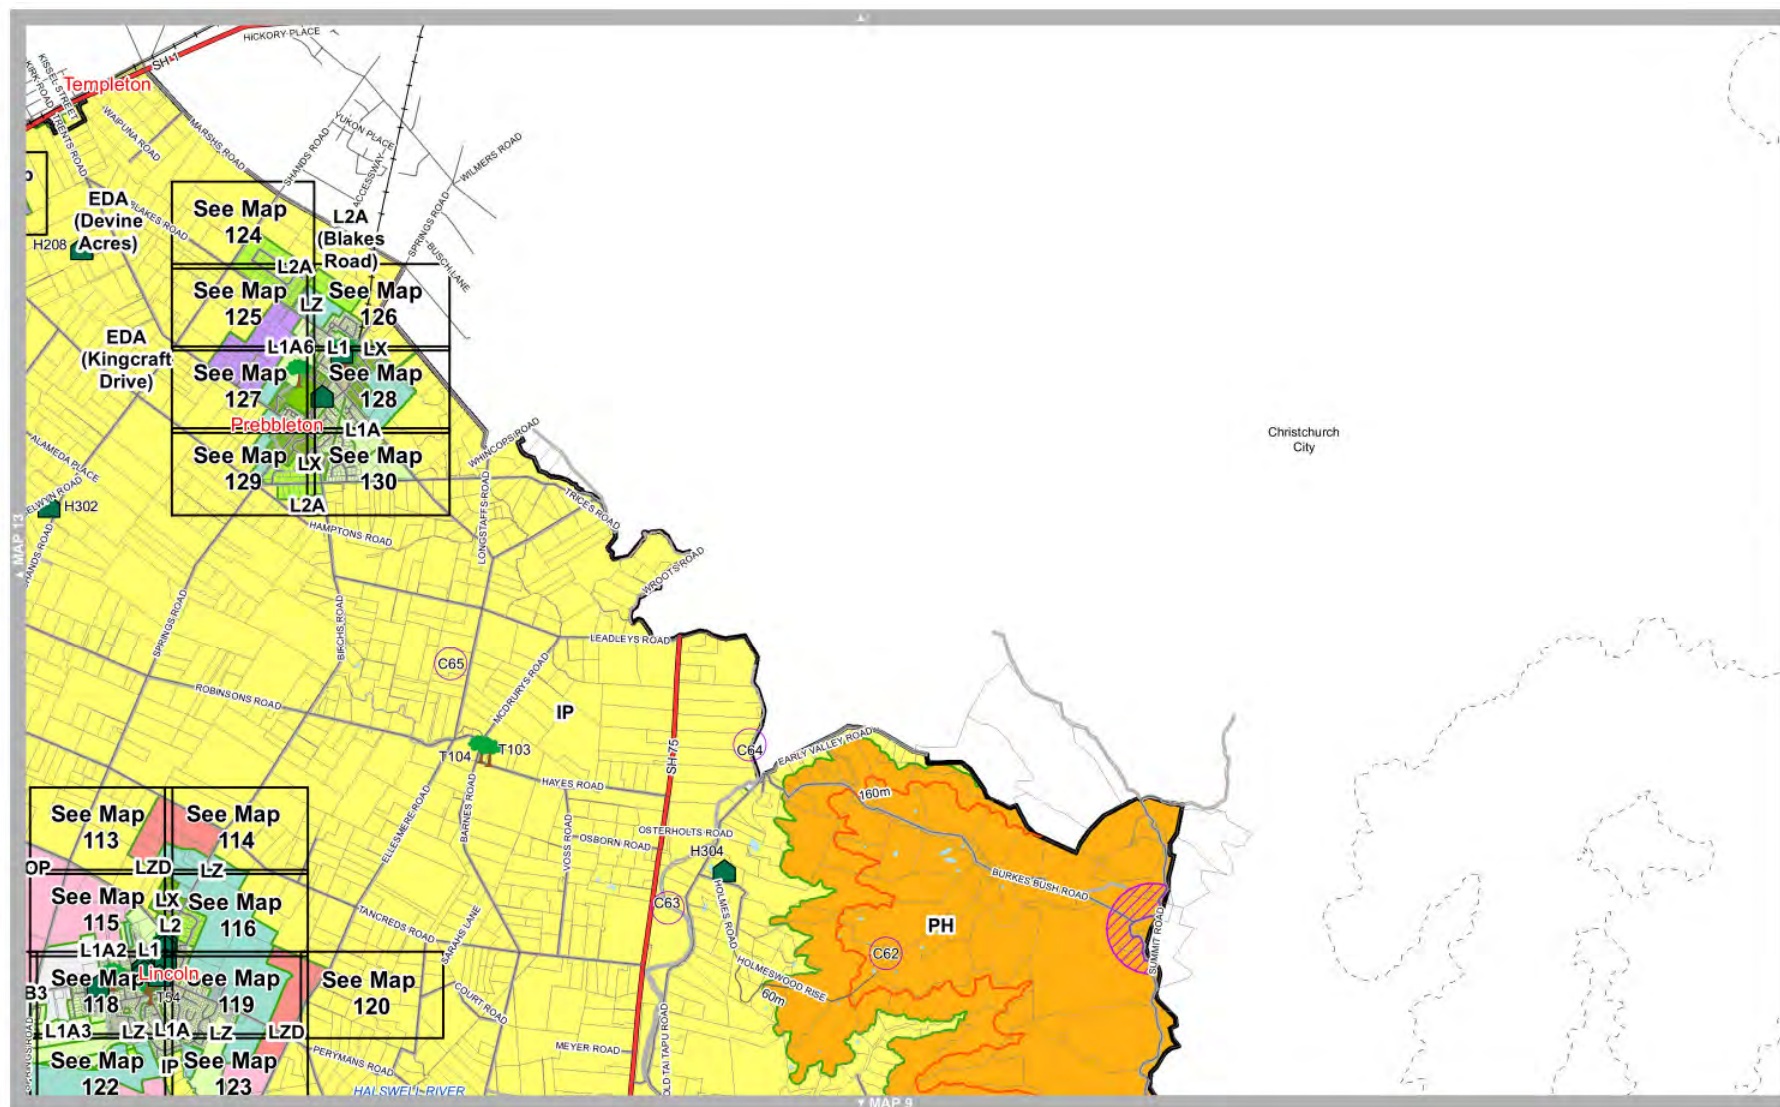 HICKORY PLACE
SH 1
KISSEL STREET
KIRK ROAD
Templeton
TRENTS ROAD
WAIPUNA ROAD
MARSHS ROAD
YUKON PLACE
SHANDS ROAD
ACCESSWAY
WILMERS ROAD
SPRINGS ROAD
BUSCH LANE
EDA
(Devine
Acres)
H208
BLAKES ROAD
See Map
124
L2A
(Blakes
Road)
L2A
See Map
125
LZ
See Map
126
EDA
(Kingcraft
Drive)
L1A6
L1
LX
See Map
127
See Map
128
Prebbleton
L1A
See Map
129
LX
See Map
130
L2A
WHINCOPS ROAD
Christchurch
City
ALAMEDA PLACE
H302
LONGSTAFFS ROAD
TRICES ROAD
HAMPTONS ROAD
MAP 13
WROOTS ROAD
SPRINGS ROAD
BIRCHS ROAD
LEADLEYS ROAD
C65
MCDRURYS ROAD
ROBINSONS ROAD
IP
T104
T103
SH 75
C64
EARLY VALLEY ROAD
HAYES ROAD
160m
See Map
113
See Map
114
ELLESMERE ROAD
BARNES ROAD
VOSS ROAD
OSBORN ROAD
OSTERHOLTS ROAD
H304
OP
LZD
LZ
BURKES BUSH ROAD
See Map
115
LX
See Map
116
L2
C63
HOLMES ROAD
PH
SUMMIT ROAD
TANCREDS ROAD
SARAHS LANE
L1A2
L1
C62
HOLMESWOOD RISE
Lincoln
See Map
118
T54
See Map
119
See Map
120
B3
60m
COURT ROAD
L1A3
LZ
L1A
LZ
LZD
OLD TAI TAPU ROAD
MEYER ROAD
PERYMANS ROAD
See Map
122
IP
See Map
123
HALSWELL RIVER
MAP 9